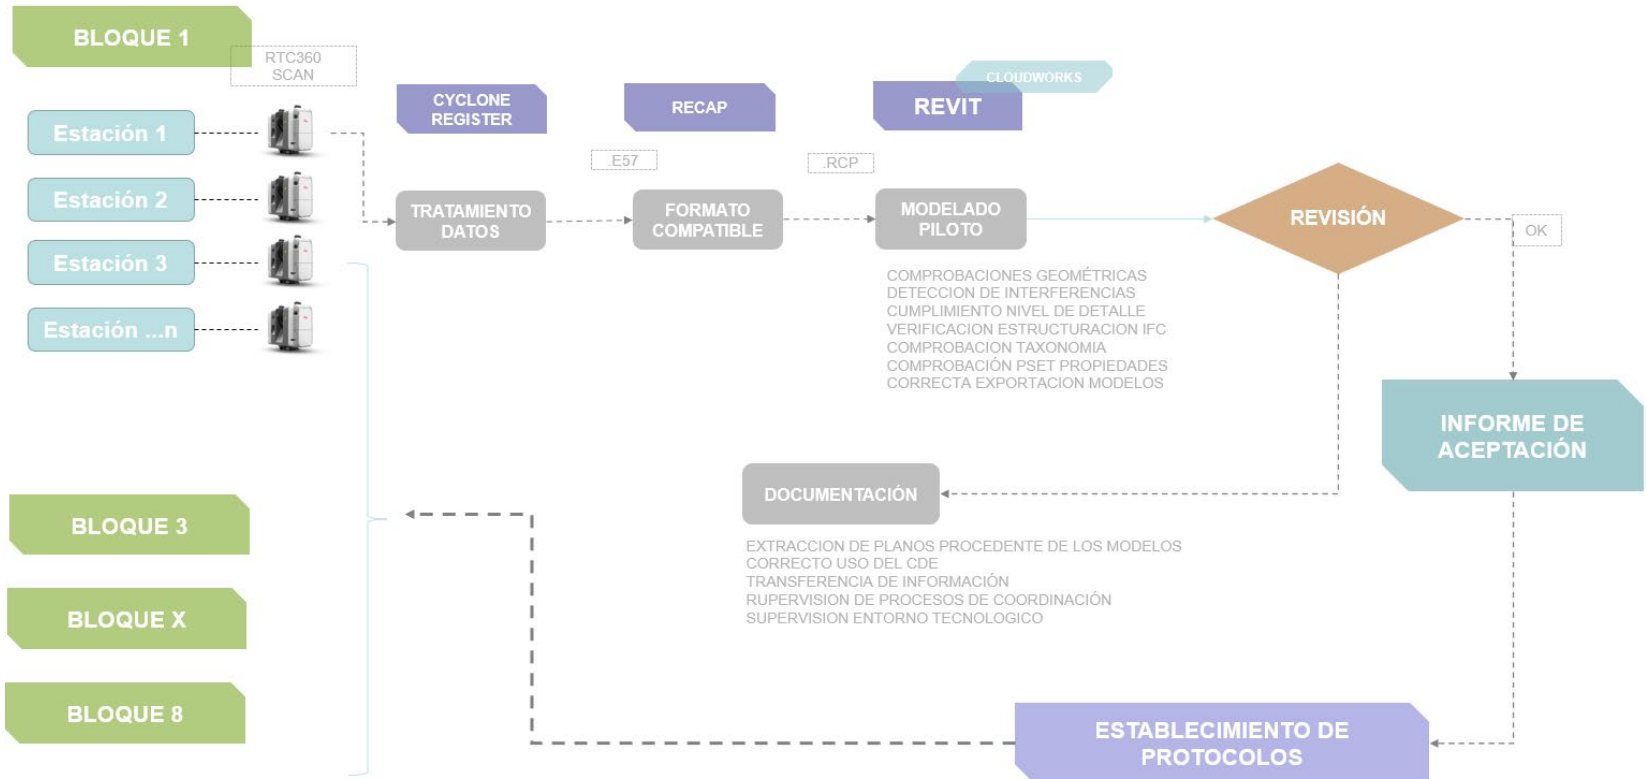 BLOQUE 1
RTC360
SCAN
CYCLONE
REGISTER
RECAP
REVIT
CLOUDWORKS
Estación 1
Estación 2
Estación 3
Estación ...n
.E57
.RCP
TRATAMIENTO
DATOS
FORMATO
COMPATIBLE
MODELADO
PILOTO
REVISIÓN
OK
COMPROBACIONES GEOMÉTRICAS
DETECCION DE INTERFERENCIAS
CUMPLIMIENTO NIVEL DE DETALLE
VERIFICACION ESTRUCTURACION IFC
COMPROBACION TAXONOMIA
COMPROBACIÓN PSET PROPIEDADES
CORRECTA EXPORTACION MODELOS
INFORME DE
ACEPTACIÓN
DOCUMENTACIÓN
EXTRACCION DE PLANOS PROCEDENTE DE LOS MODELOS
CORRECTO USO DEL CDE
TRANSFERENCIA DE INFORMACIÓN
RUPERVISION DE PROCESOS DE COORDINACIÓN
SUPERVISION ENTORNO TECNOLOGICO
BLOQUE 3
BLOQUE X
BLOQUE 8
ESTABLECIMIENTO DE
PROTOCOLOS